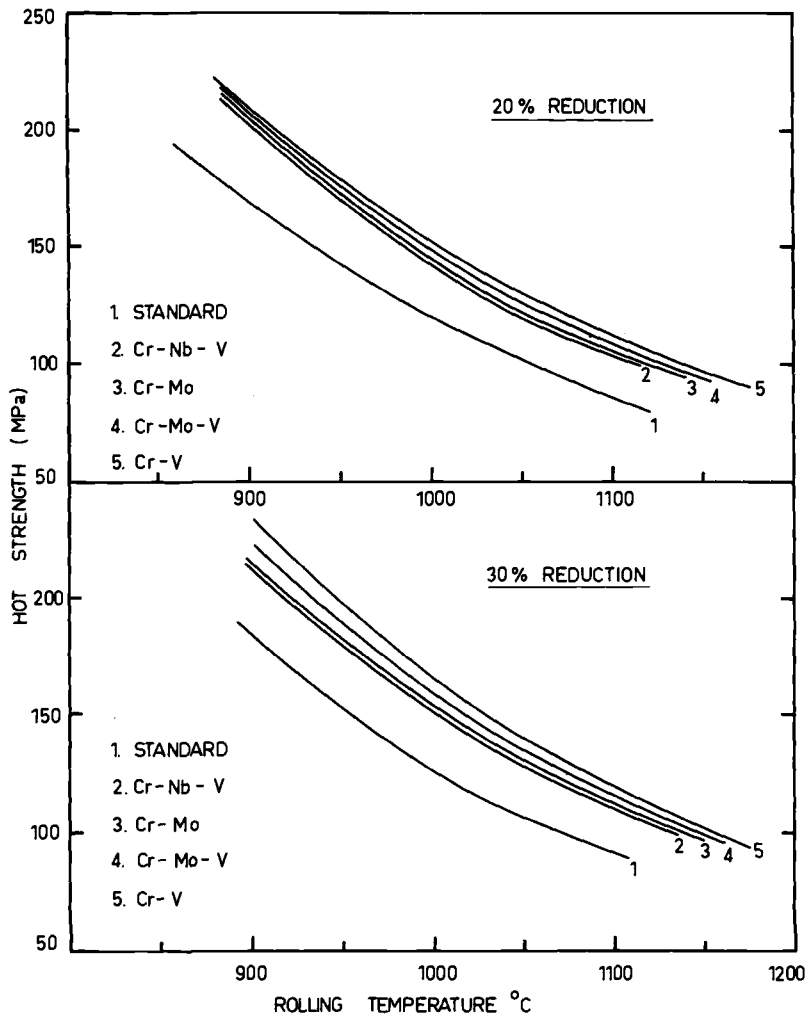 250
200
150
100
50
20% REDUCTION
1. STANDARD
2. Cr-Nb-V
3. Cr-Mo
4. Cr-Mo-V
5. Cr-V
1
2
3
4
5
900
1000
1100
HOT STRENGTH (MPa)
200
150
100
50
30% REDUCTION
1. STANDARD
2. Cr-Nb-V
3. Cr-Mo
4. Cr-Mo-V
5. Cr-V
1
2
3
4
5
900
1000
1100
1200
ROLLING TEMPERATURE °C